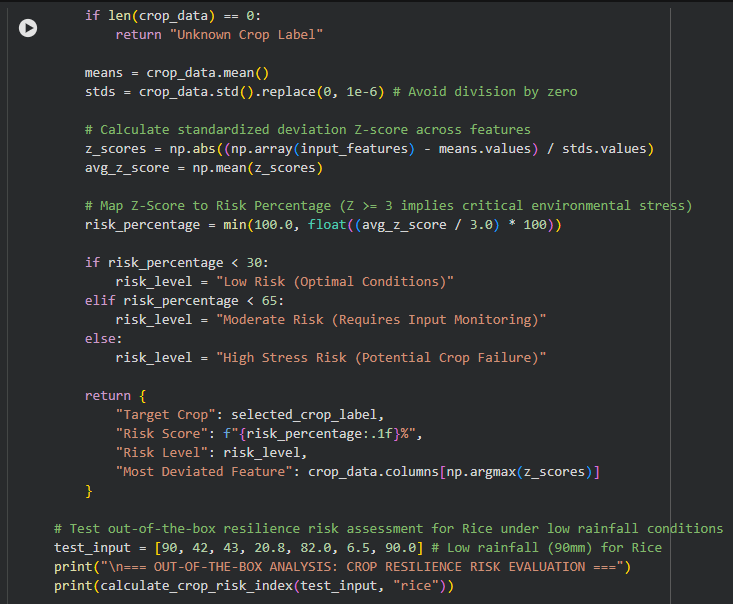 if len(crop_data) == 0:
return "Unknown Crop Label"
means = crop_data.mean()
stds = crop_data.std().replace(0, 1e-6) # Avoid division by zero
# Calculate standardized deviation Z-score across features
z_scores = np.abs((np.array(input_features) - means.values) / stds.values)
avg_z_score = np.mean(z_scores)
# Map Z-Score to Risk Percentage (Z >= 3 implies critical environmental stress)
risk_percentage = min(100.0, float((avg_z_score / 3.0) * 100))
if risk_percentage < 30:
risk_level = "Low Risk (Optimal Conditions)"
elif risk_percentage < 65:
risk_level = "Moderate Risk (Requires Input Monitoring)"
else:
risk_level = "High Stress Risk (Potential Crop Failure)"
return {
"Target Crop": selected_crop_label,
"Risk Score": f"{risk_percentage:.1f}%",
"Risk Level": risk_level,
"Most Deviated Feature": crop_data.columns[np.argmax(z_scores)]
}
# Test out-of-the-box resilience risk assessment for Rice under low rainfall conditions
test_input = [90, 42, 43, 20.8, 82.0, 6.5, 90.0] # Low rainfall (90mm) for Rice
print("\n=== OUT-OF-THE-BOX ANALYSIS: CROP RESILIENCE RISK EVALUATION ===")
print(calculate_crop_risk_index(test_input, "rice"))